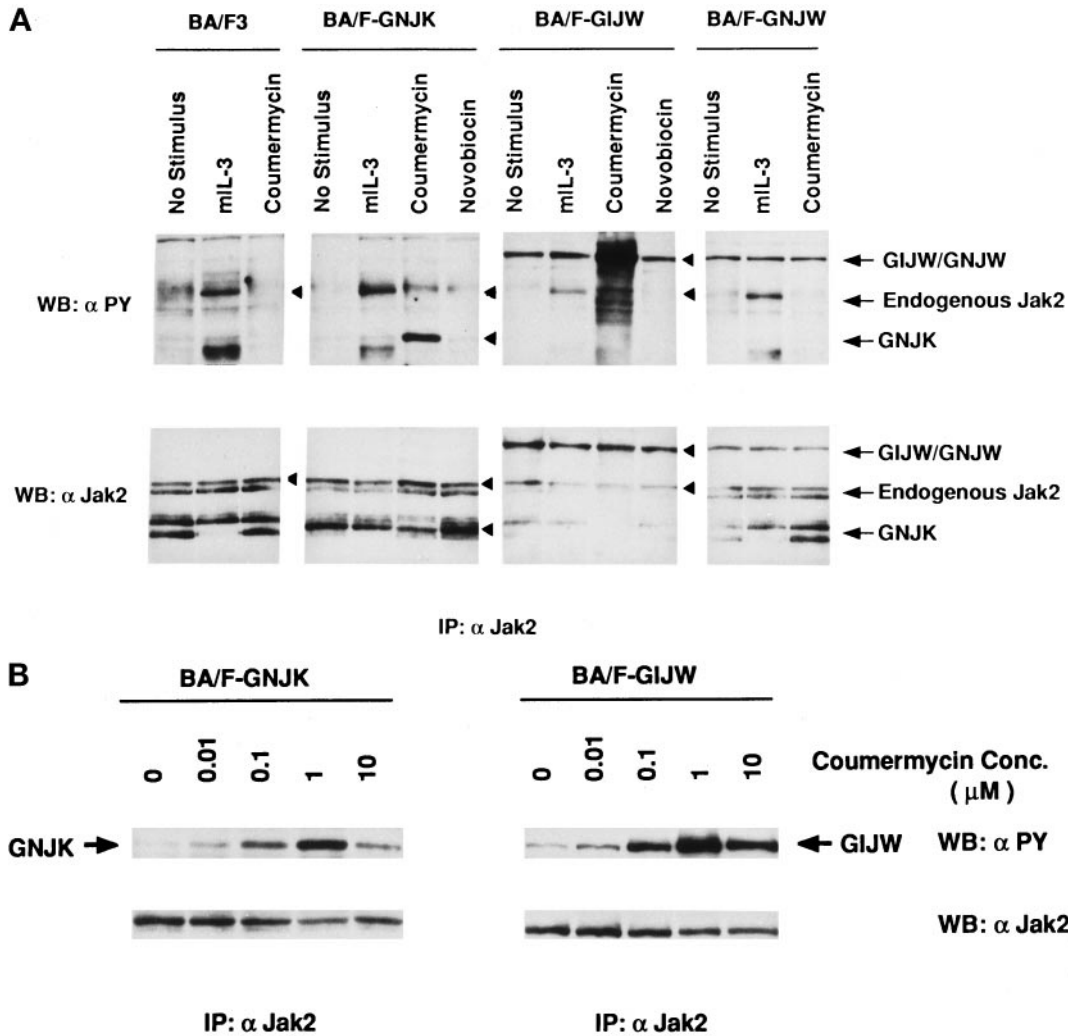 A
BA/F3
BA/F-GNJK
BA/F-GIJW
BA/F-GNJW
No Stimulus
mIL-3
Coumermycin
No Stimulus
mIL-3
Coumermycin
Novobiocin
No Stimulus
mIL-3
Coumermycin
Novobiocin
No Stimulus
mIL-3
Coumermycin
WB: α PY
GIJW/GNJW
Endogenous Jak2
GNJK
WB: α Jak2
GIJW/GNJW
Endogenous Jak2
GNJK
IP: α Jak2
B
BA/F-GNJK
BA/F-GIJW
0 0.01 0.1 1 10
0 0.01 0.1 1 10
Coumermycin Conc.
( μM )
GNJK
GIJW
WB: α PY
WB: α Jak2
IP: α Jak2
IP: α Jak2